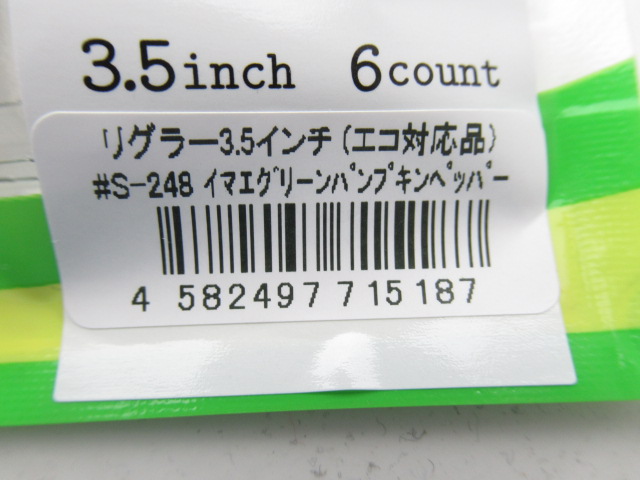 3.5inch 6count
リグラー3.5インチ(エコ対応品)
#S-248 イマエグリーンパンプキンペッパー
4 582497 715187